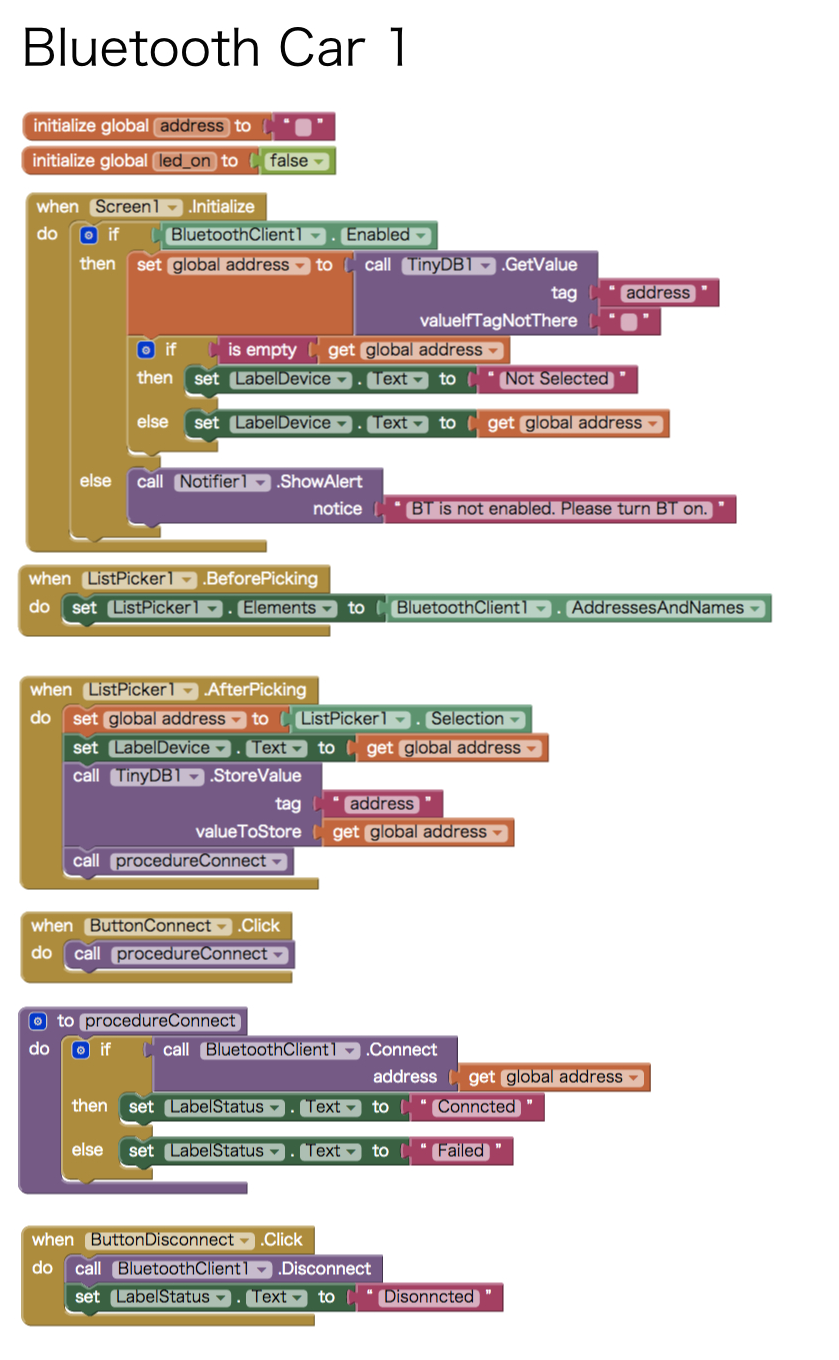 Bluetooth Car 1
initialize global address to " "
initialize global led_on to false
when Screen1 .Initialize
do if BluetoothClient1 . Enabled
then set global address to call TinyDB1 .GetValue
tag " address "
valueIfTagNotThere " "
if is empty get global address
then set LabelDevice . Text to " Not Selected "
else set LabelDevice . Text to get global address
else call Notifier1 .ShowAlert
notice " BT is not enabled. Please turn BT on. "
when ListPicker1 .BeforePicking
do set ListPicker1 . Elements to BluetoothClient1 . AddressesAndNames
when ListPicker1 .AfterPicking
do set global address to ListPicker1 . Selection
set LabelDevice . Text to get global address
call TinyDB1 .StoreValue
tag " address "
valueToStore get global address
call procedureConnect
when ButtonConnect .Click
do call procedureConnect
to procedureConnect
do if call BluetoothClient1 .Connect
address get global address
then set LabelStatus . Text to " Conncted "
else set LabelStatus . Text to " Failed "
when ButtonDisconnect .Click
do call BluetoothClient1 .Disconnect
set LabelStatus . Text to " Disonncted "